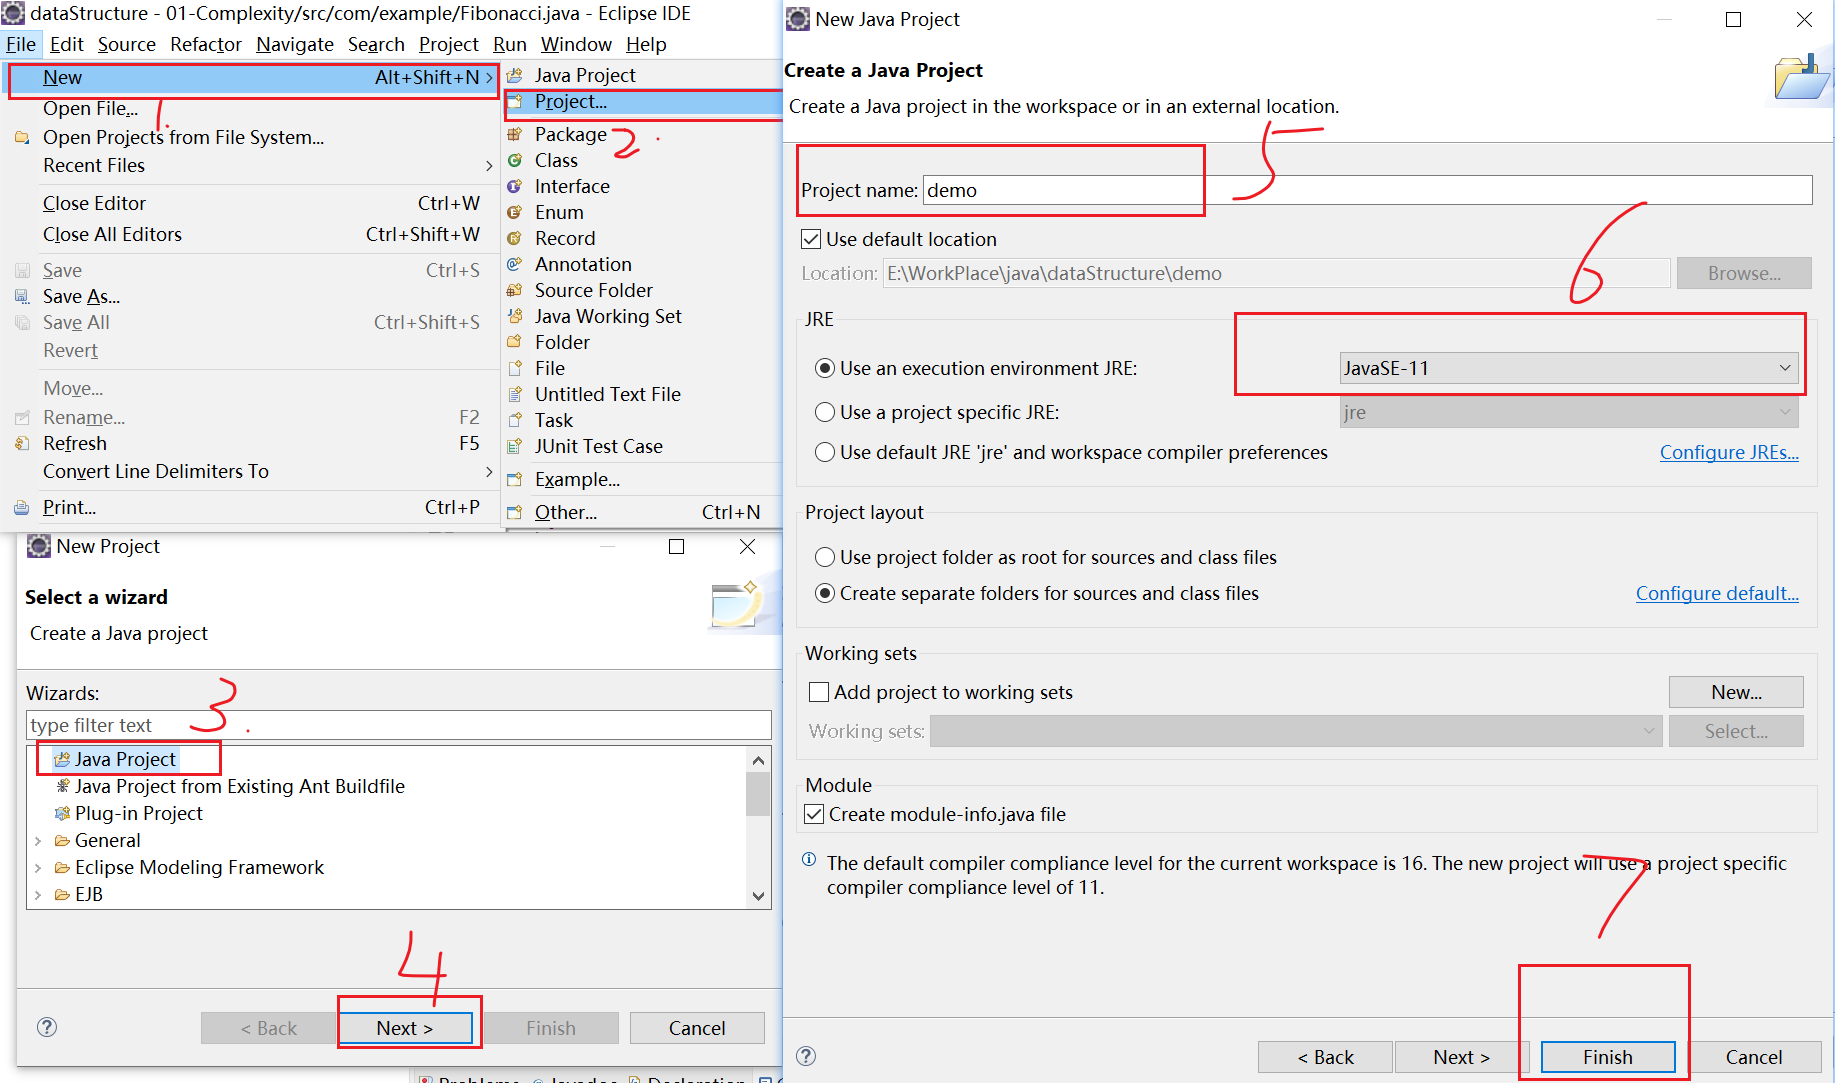 dataStructure - 01-Complexity/src/com/example/Fibonacci.java - Eclipse IDE
File Edit Source Refactor Navigate Search Project Run Window Help
New Alt+Shift+N
1.
Open File...
Open Projects from File System...
Recent Files
Close Editor Ctrl+W
Close All Editors Ctrl+Shift+W
Save Ctrl+S
Save As...
Save All Ctrl+Shift+S
Revert
Move...
Rename... F2
Refresh F5
Convert Line Delimiters To
Print... Ctrl+P
Java Project
Project...
Package 2.
Class
Interface
Enum
Record
Annotation
Source Folder
Java Working Set
Folder
File
Untitled Text File
Task
JUnit Test Case
Example...
Other... Ctrl+N
New Project
Select a wizard
Create a Java project
Wizards:
3.
type filter text
Java Project
Java Project from Existing Ant Buildfile
Plug-in Project
General
Eclipse Modeling Framework
EJB
4
< Back Next > Finish Cancel
Problems Javadoc Declaration
New Java Project
Create a Java Project
Create a Java project in the workspace or in an external location.
5
Project name: demo
6
Use default location
Location: E:\WorkPlace\java\dataStructure\demo Browse...
JRE
Use an execution environment JRE: JavaSE-11
Use a project specific JRE: jre
Use default JRE 'jre' and workspace compiler preferences Configure JREs...
Project layout
Use project folder as root for sources and class files
Create separate folders for sources and class files Configure default...
Working sets
Add project to working sets New...
Working sets: Select...
Module
Create module-info.java file
The default compiler compliance level for the current workspace is 16. The new project will use a project specific
compiler compliance level of 11.
7
< Back Next > Finish Cancel